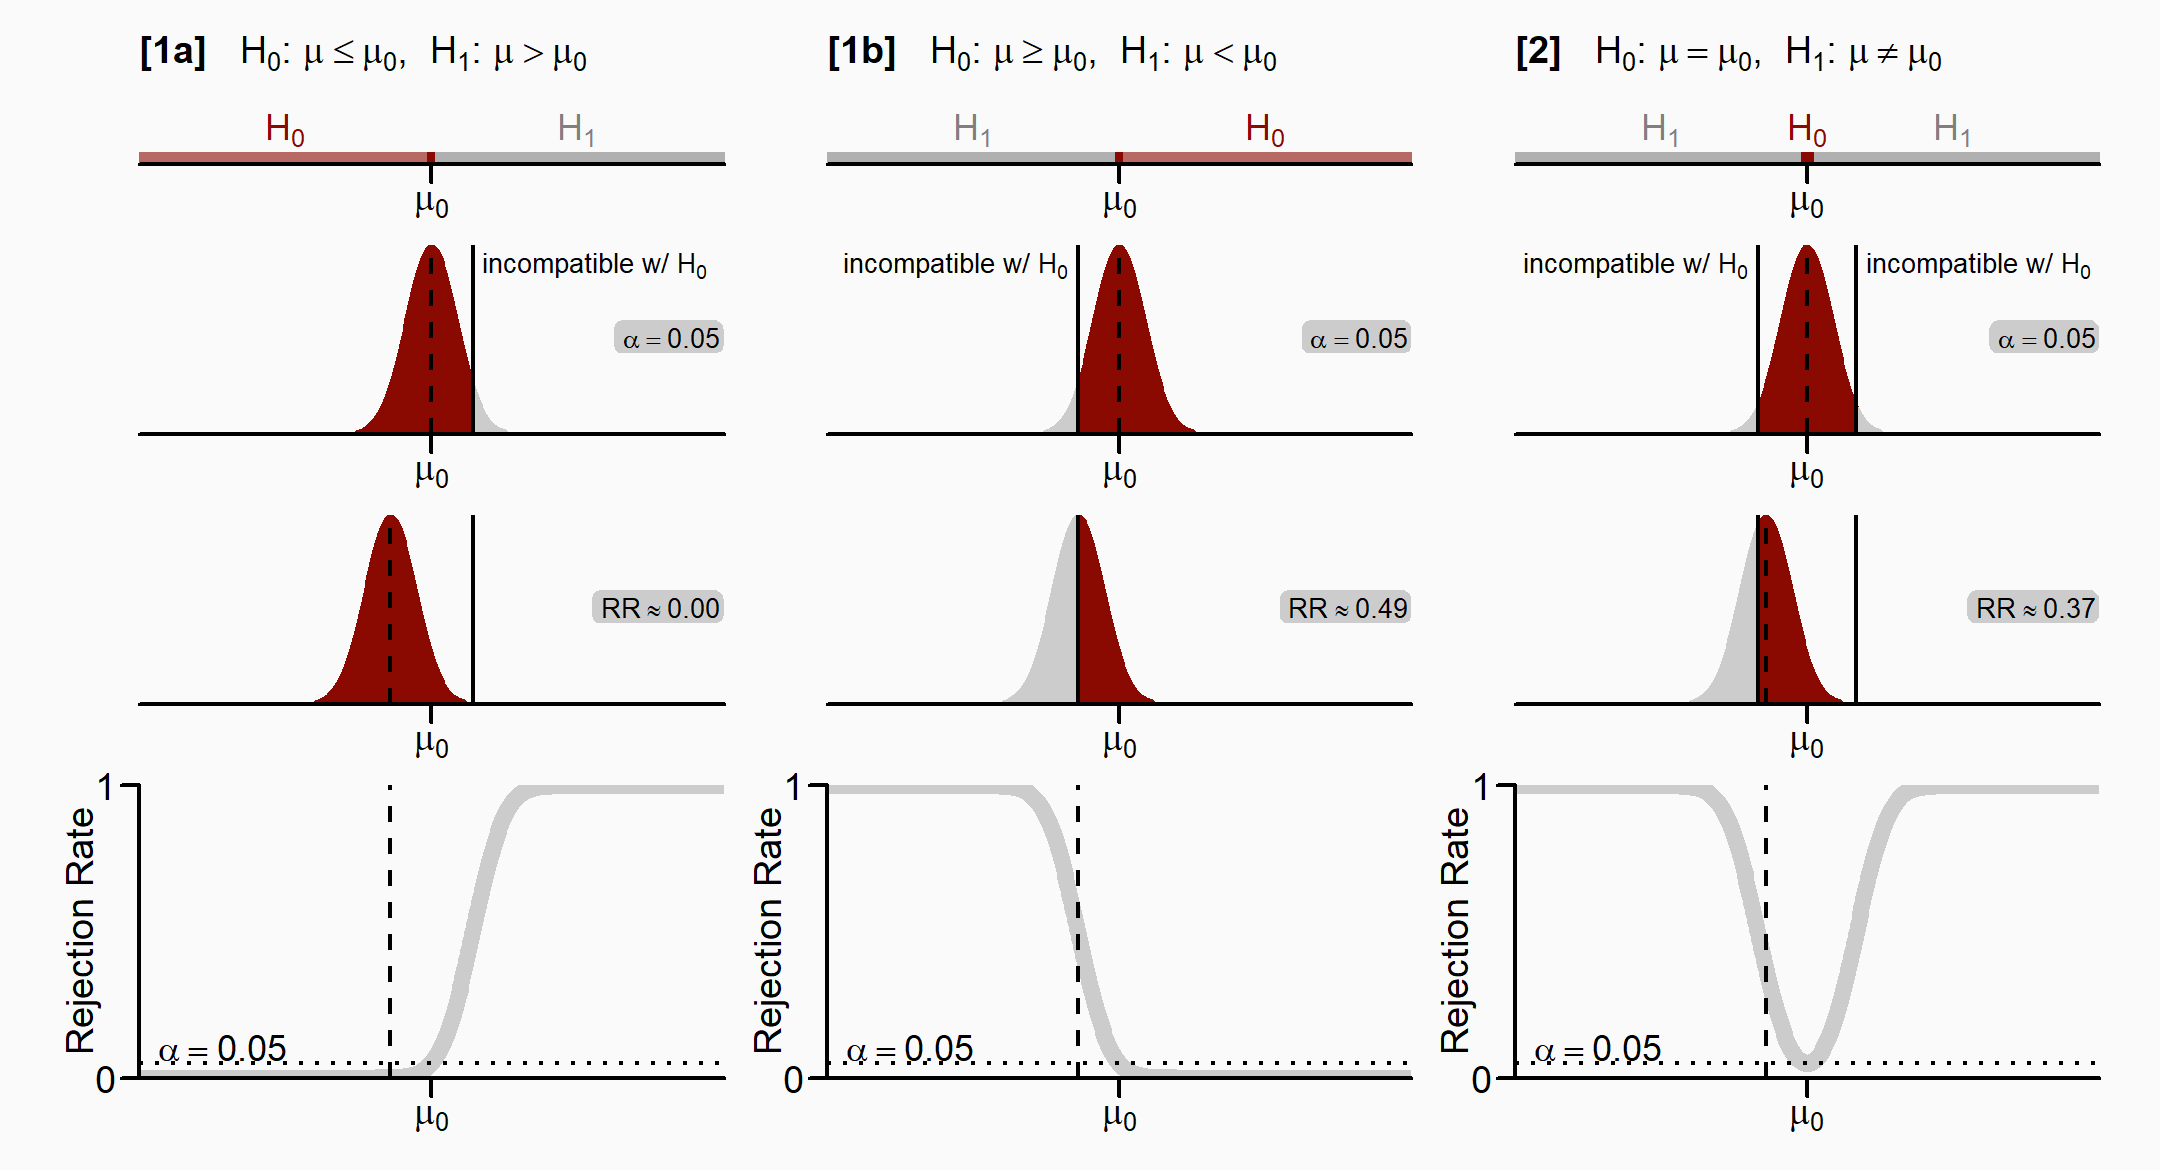 [1a] H₀: μ ≤ μ₀, H₁: μ > μ₀
H₀ H₁
μ₀
incompatible w/ H₀
α = 0.05
μ₀
RR ≈ 0.00
μ₀
1
Rejection Rate
α = 0.05
0
μ₀
[1b] H₀: μ ≥ μ₀, H₁: μ < μ₀
H₁ H₀
μ₀
incompatible w/ H₀
α = 0.05
μ₀
RR ≈ 0.49
μ₀
1
Rejection Rate
α = 0.05
0
μ₀
[2] H₀: μ = μ₀, H₁: μ ≠ μ₀
H₁ H₀ H₁
μ₀
incompatible w/ H₀ incompatible w/ H₀
α = 0.05
μ₀
RR ≈ 0.37
μ₀
1
Rejection Rate
α = 0.05
0
μ₀